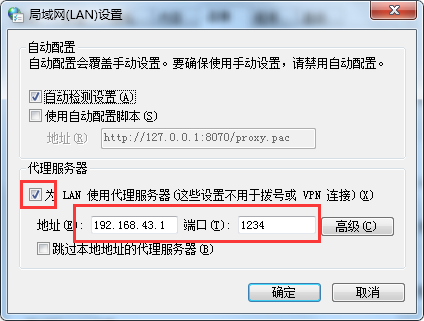 局域网(LAN)设置
自动配置
自动配置会覆盖手动设置。要确保使用手动设置，请禁用自动配置。
自动检测设置(A)
使用自动配置脚本(S)
地址(R) http://127.0.0.1:8070/proxy.pac
代理服务器
为 LAN 使用代理服务器(这些设置不用于拨号或 VPN 连接)(X)
地址(E): 192.168.43.1 端口(T): 1234 高级(C)
跳过本地地址的代理服务器(B)
确定 取消